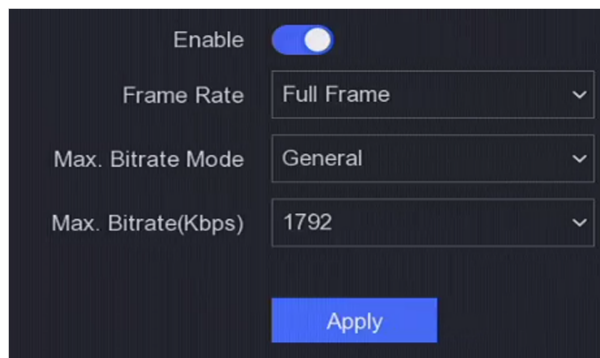 Enable
Frame Rate Full Frame
Max. Bitrate Mode General
Max. Bitrate(Kbps) 1792
Apply